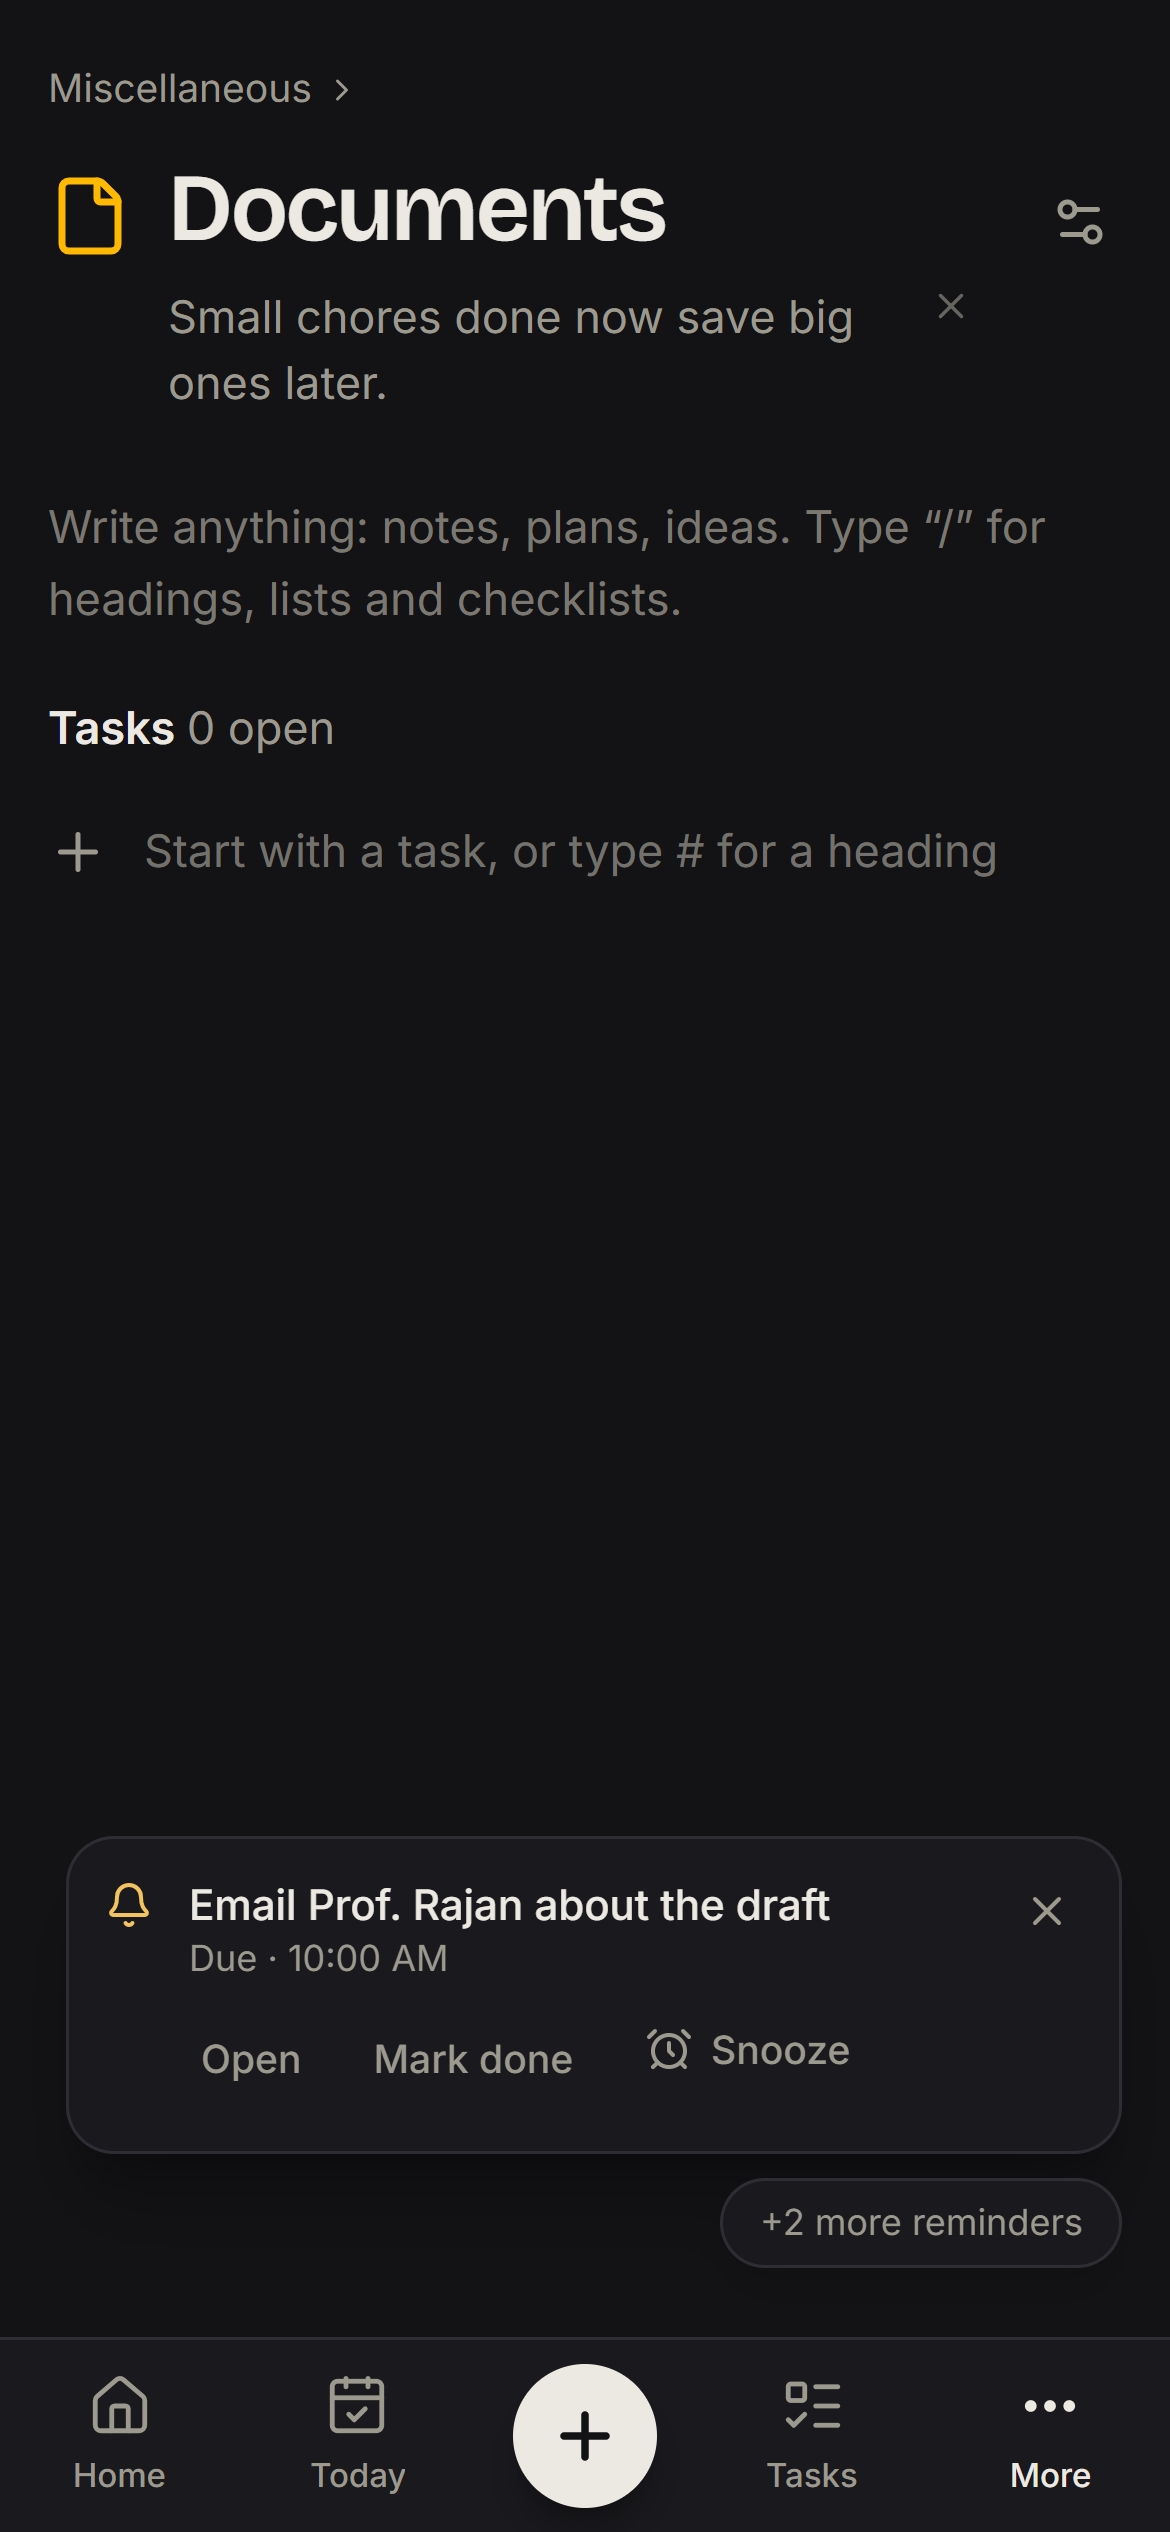 Miscellaneous
Documents
Small chores done now save big
ones later.
Write anything: notes, plans, ideas. Type “/” for
headings, lists and checklists.
Tasks 0 open
Start with a task, or type # for a heading
Email Prof. Rajan about the draft
Due · 10:00 AM
Open Mark done Snooze
+2 more reminders
Home Today Tasks More